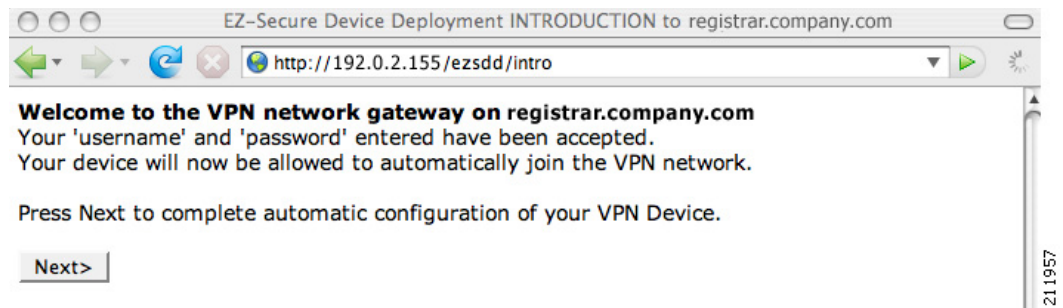 EZ-Secure Device Deployment INTRODUCTION to registrar.company.com
http://192.0.2.155/ezsdd/intro
Welcome to the VPN network gateway on registrar.company.com
Your 'username' and 'password' entered have been accepted.
Your device will now be allowed to automatically join the VPN network.
Press Next to complete automatic configuration of your VPN Device.
Next>
211957